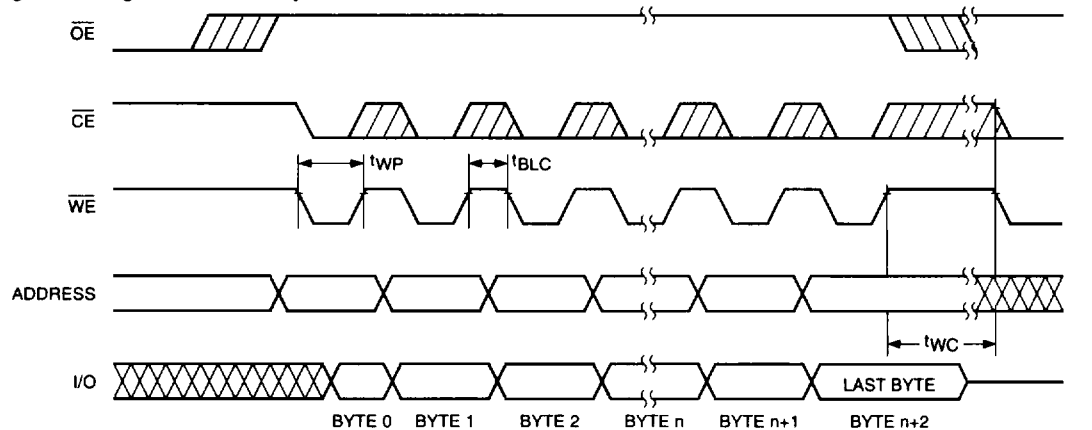 OE
CE
tWP
tBLC
WE
ADDRESS
tWC
I/O
LAST BYTE
BYTE 0 BYTE 1 BYTE 2 BYTE n BYTE n+1 BYTE n+2